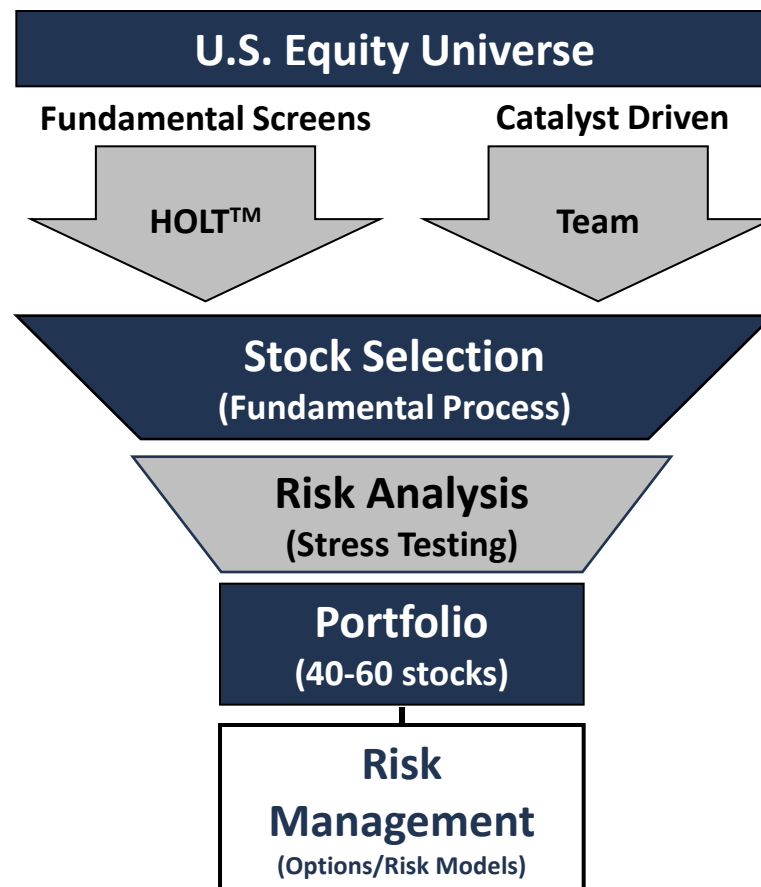 U.S. Equity Universe
Fundamental Screens
Catalyst Driven
HOLT™
Team
Stock Selection
(Fundamental Process)
Risk Analysis
(Stress Testing)
Portfolio
(40-60 stocks)
Risk
Management
(Options/Risk Models)